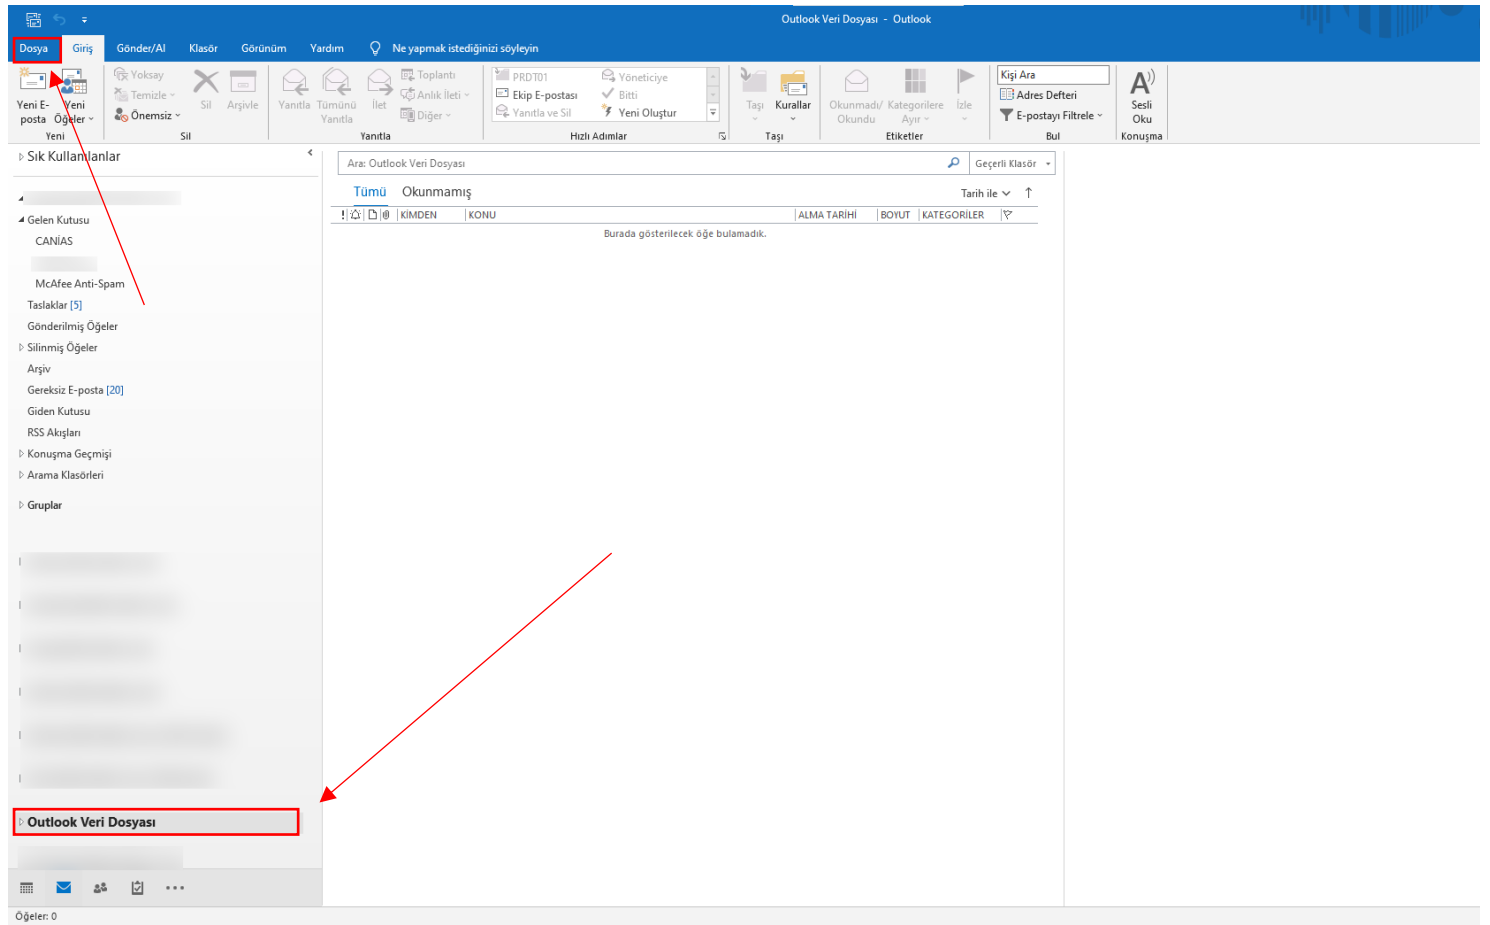 Outlook Veri Dosyası - Outlook
Dosya Giriş Gönder/Al Klasör Görünüm Yardım Ne yapmak istediğinizi söyleyin
Yeni E-posta
Yeni Öğeler
Yeni
Yoksay
Temizle
Önemsiz
Sil
Arşivle
Sil
Yanıtla
Tümünü Yanıtla
İlet
Toplantı
Anlık İleti
Diğer
Yanıtla
PRDT01
Ekip E-postası
Yanıtla ve Sil
Yöneticiye
Bitti
Yeni Oluştur
Hızlı Adımlar
Taşı
Kurallar
Taşı
Okunmadı/
Okundu
Kategorilere
Ayır
İzle
Etiketler
Kişi Ara
Adres Defteri
E-postayı Filtrele
Bul
Sesli
Oku
Konuşma
Sık Kullanılanlar
Gelen Kutusu
CANİAS
McAfee Anti-Spam
Taslaklar [5]
Gönderilmiş Öğeler
Silinmiş Öğeler
Arşiv
Gereksiz E-posta [20]
Giden Kutusu
RSS Akışları
Konuşma Geçmişi
Arama Klasörleri
Gruplar
Outlook Veri Dosyası
Ara: Outlook Veri Dosyası
Geçerli Klasör
Tümü Okunmamış
Tarih ile
KİMDEN KONU ALMA TARİHİ BOYUT KATEGORİLER
Burada gösterilecek öğe bulamadık.
Öğeler: 0